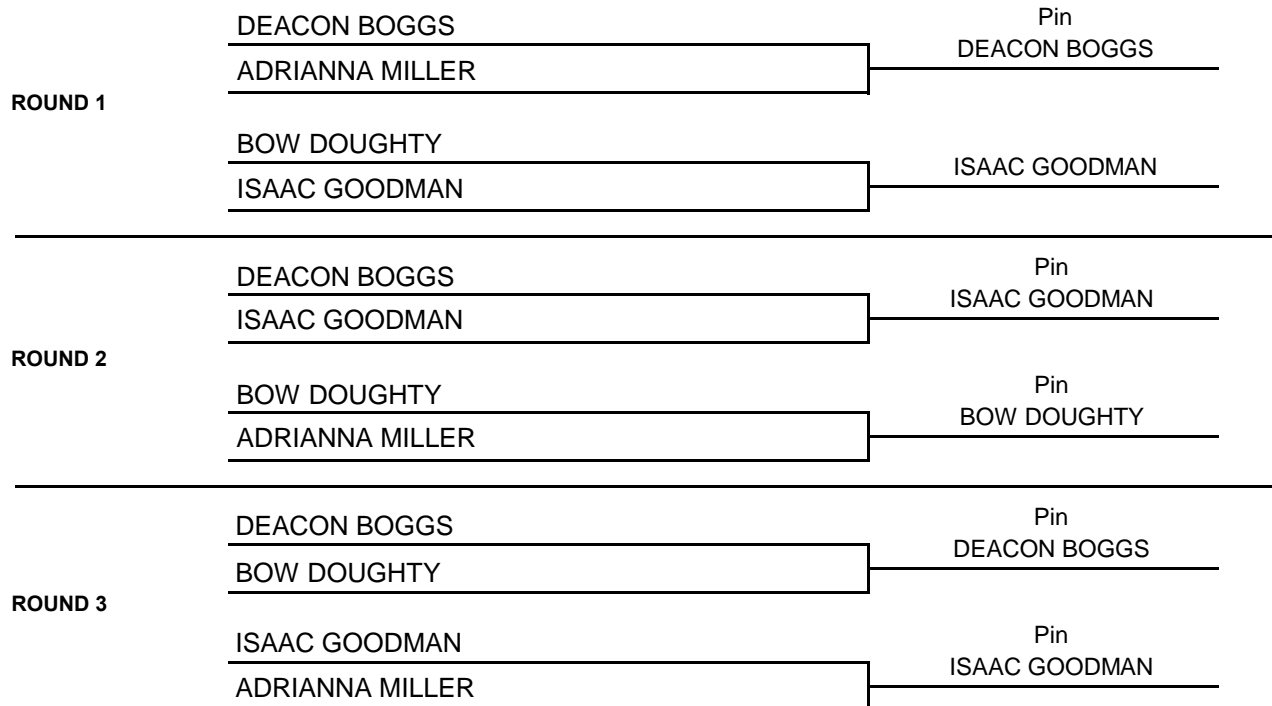 DEACON BOGGS
ADRIANNA MILLER
Pin
DEACON BOGGS
ROUND 1
BOW DOUGHTY
ISAAC GOODMAN
ISAAC GOODMAN
DEACON BOGGS
ISAAC GOODMAN
Pin
ISAAC GOODMAN
ROUND 2
BOW DOUGHTY
ADRIANNA MILLER
Pin
BOW DOUGHTY
DEACON BOGGS
BOW DOUGHTY
Pin
DEACON BOGGS
ROUND 3
ISAAC GOODMAN
ADRIANNA MILLER
Pin
ISAAC GOODMAN